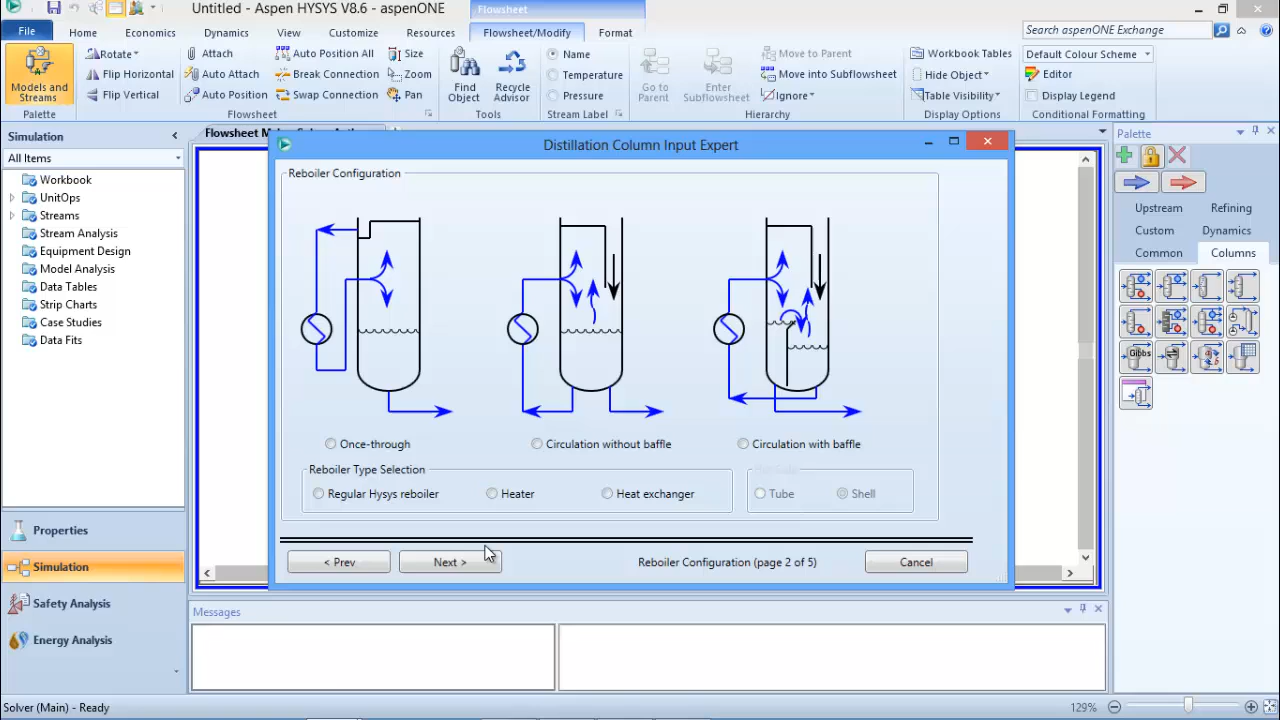 Untitled - Aspen HYSYS V8.6 - aspenONE
Flowsheet
File
Home
Economics
Dynamics
View
Customize
Resources
Flowsheet/Modify
Format
Search aspenONE Exchange
Models and Streams
Palette
Rotate
Flip Horizontal
Flip Vertical
Attach
Auto Attach
Auto Position
Auto Position All
Break Connection
Swap Connection
Size
Zoom
Pan
Flowsheet
Find Object
Recycle Advisor
Tools
Name
Temperature
Pressure
Stream Label
Go to Parent
Enter Subflowsheet
Move to Parent
Move into Subflowsheet
Ignore
Hierarchy
Workbook Tables
Hide Object
Table Visibility
Display Options
Default Colour Scheme
Editor
Display Legend
Conditional Formatting
Simulation
All Items
Workbook
UnitOps
Streams
Stream Analysis
Equipment Design
Model Analysis
Data Tables
Strip Charts
Case Studies
Data Fits
Properties
Simulation
Safety Analysis
Energy Analysis
Distillation Column Input Expert
Reboiler Configuration
Once-through
Circulation without baffle
Circulation with baffle
Reboiler Type Selection
Regular Hysys reboiler
Heater
Heat exchanger
Tube
Shell
< Prev
Next >
Reboiler Configuration (page 2 of 5)
Cancel
Palette
Upstream
Refining
Custom
Dynamics
Common
Columns
Gibbs
Messages
Solver (Main) - Ready
129%